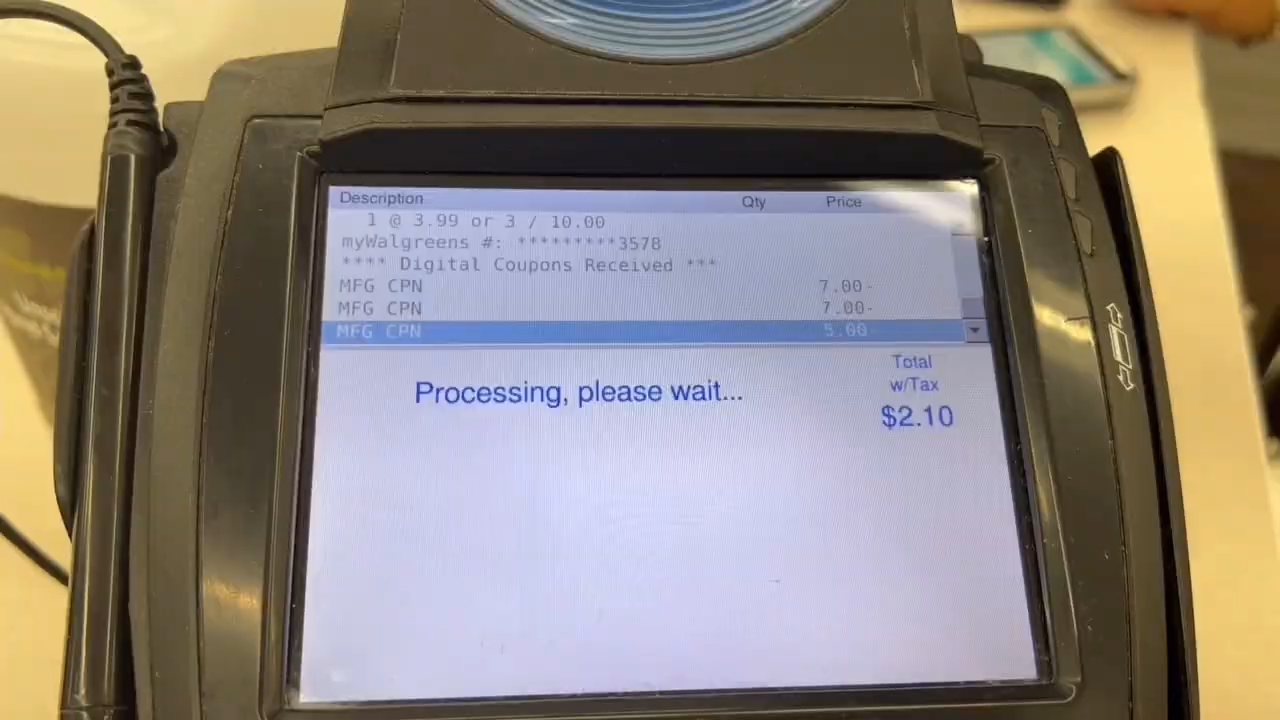 Description Qty Price
1 @ 3.99 or 3 / 10.00
myWalgreens #: *********3578
**** Digital Coupons Received ***
MFG CPN 7.00-
MFG CPN 7.00-
MFG CPN 5.00-
Processing, please wait...
Total
w/Tax
$2.10